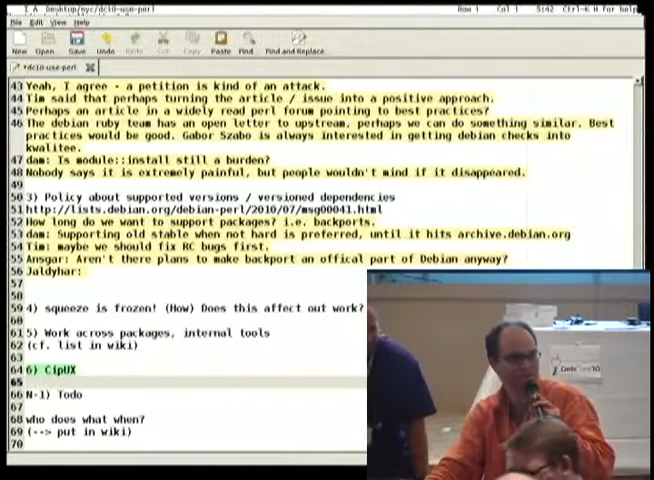 Desktop/nyc/dc10-use-perl
Row 1 Col 1 5:42 Ctrl-K H for help
File Edit View Help
New Open Save Undo Redo Cut Copy Paste Find Find and Replace
*dc10-use-perl
43 Yeah, I agree - a petition is kind of an attack.
44 Tim said that perhaps turning the article / issue into a positive approach.
45 Perhaps an article in a widely read perl forum pointing to best practices?
46 The debian ruby team has an open letter to upstream, perhaps we can do something similar. Best
practices would be good. Gabor Szabo is always interested in getting debian checks into
kwalitee.
47 dam: Is module::install still a burden?
48 Nobody says it is extremely painful, but people wouldn't mind if it disappeared.
49
50 3) Policy about supported versions / versioned dependencies
51 http://lists.debian.org/debian-perl/2010/07/msg00041.html
52 How long do we want to support packages? i.e. backports.
53 dam: Supporting old stable when not hard is preferred, until it hits archive.debian.org
54 Tim: maybe we should fix RC bugs first.
55 Ansgar: Aren't there plans to make backport an offical part of Debian anyway?
56 Jaldyhar:
57
58
59 4) squeeze is frozen! (How) Does this affect out work?
60
61 5) Work across packages, internal tools
62 (cf. list in wiki)
63
64 6) CipUX
65
66 N-1) Todo
67
68 who does what when?
69 (--> put in wiki)
70
DebConf10